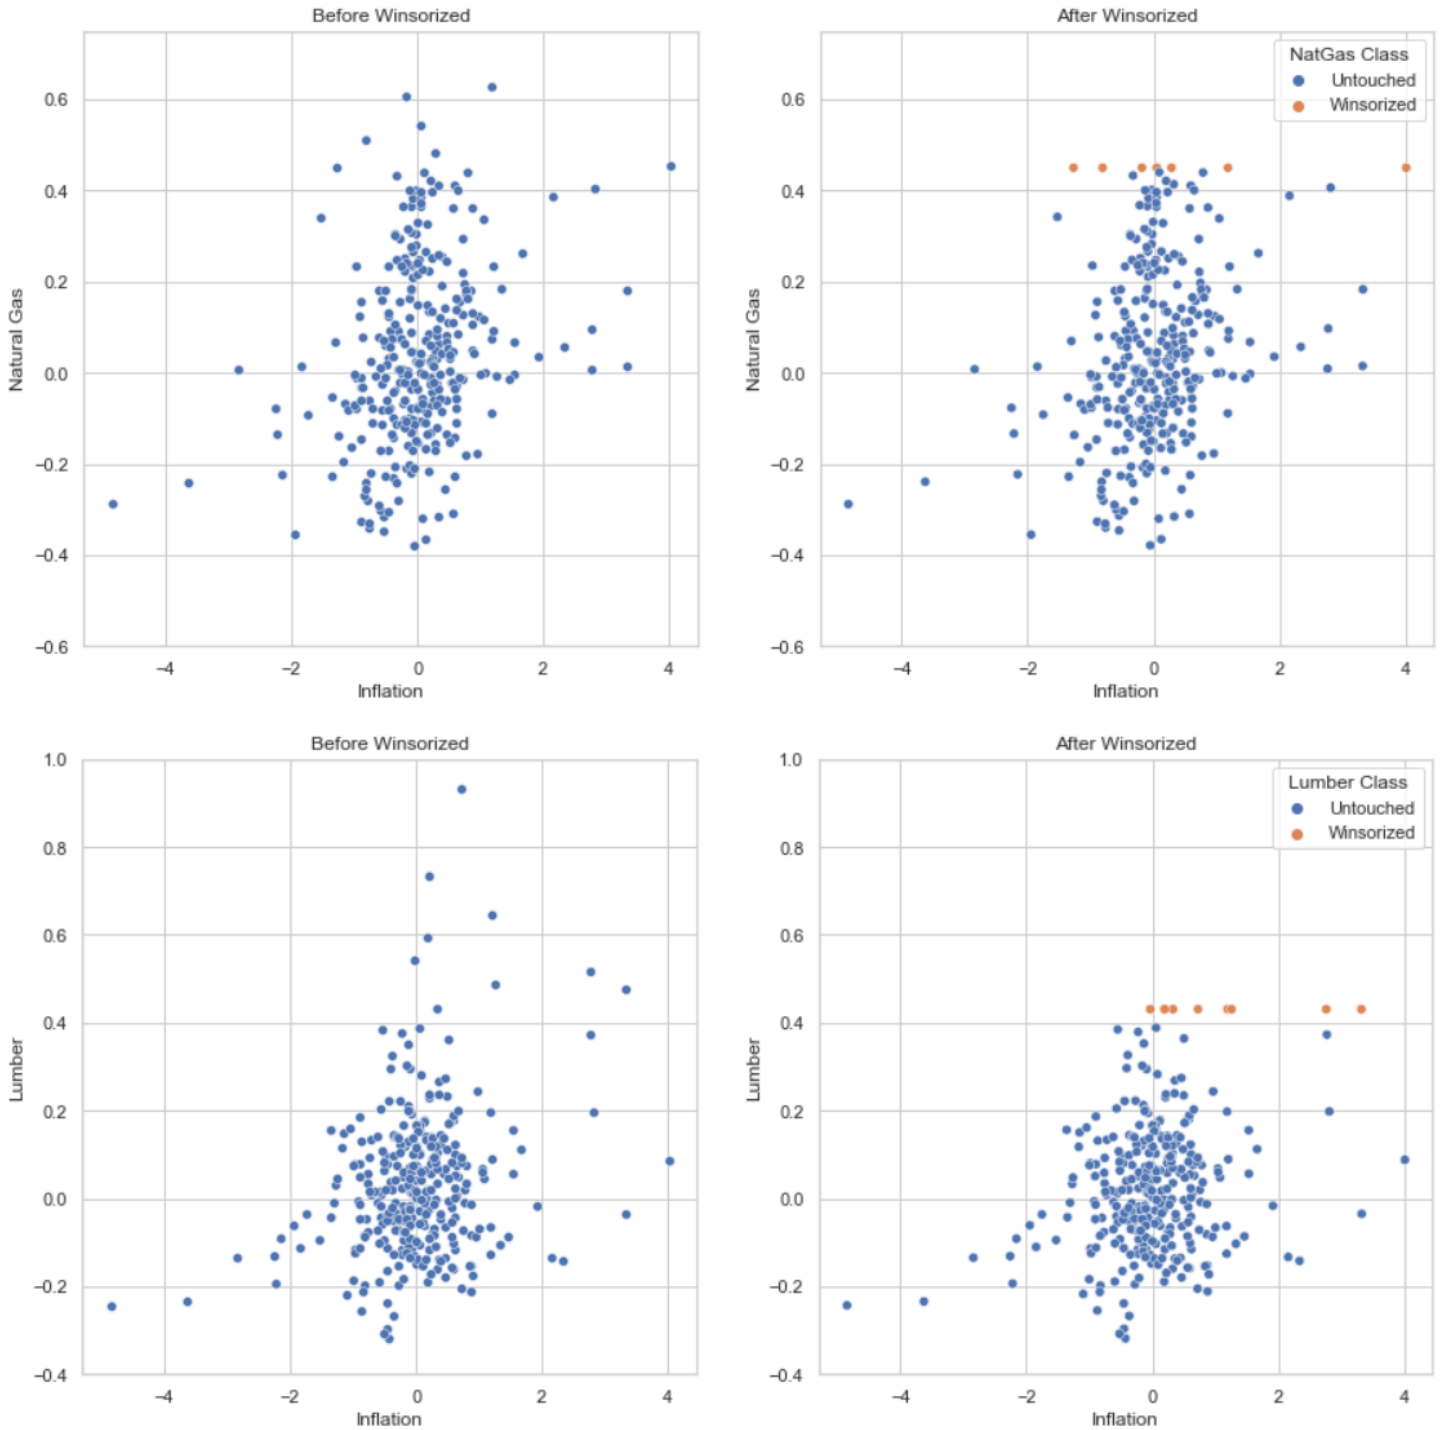 Before Winsorized
0.6
0.4
0.2
0.0
−0.2
−0.4
−0.6
Natural Gas
−4
−2
0
2
4
Inflation
After Winsorized
NatGas Class
Untouched
Winsorized
0.6
0.4
0.2
0.0
−0.2
−0.4
−0.6
Natural Gas
−4
−2
0
2
4
Inflation
Before Winsorized
1.0
0.8
0.6
0.4
0.2
0.0
−0.2
−0.4
Lumber
−4
−2
0
2
4
Inflation
After Winsorized
Lumber Class
Untouched
Winsorized
1.0
0.8
0.6
0.4
0.2
0.0
−0.2
−0.4
Lumber
−4
−2
0
2
4
Inflation